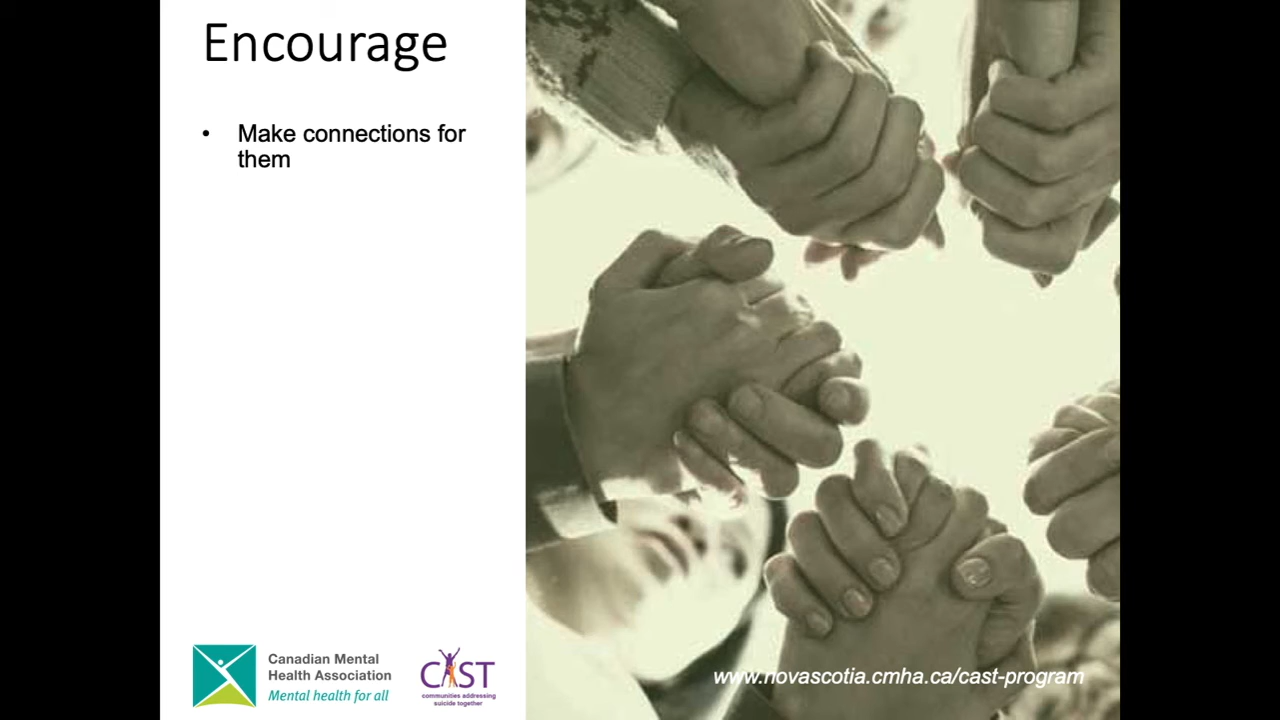 Encourage
• Make connections for
them
Canadian Mental
Health Association
Mental health for all
CAST
communities addressing
suicide together
www.novascotia.cmha.ca/cast-program